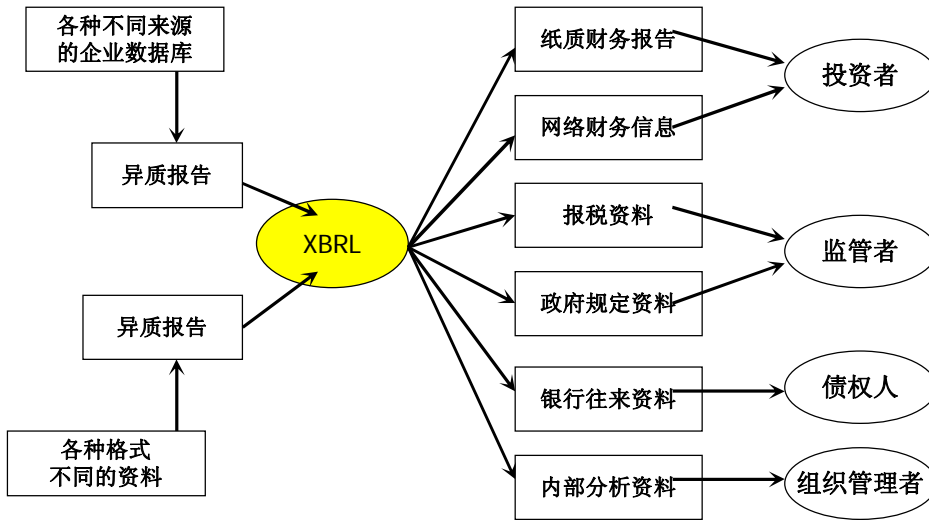 各种不同来源
的企业数据库
异质报告
XBRL
异质报告
各种格式
不同的资料
纸质财务报告
网络财务信息
报税资料
政府规定资料
银行往来资料
内部分析资料
投资者
监管者
债权人
组织管理者